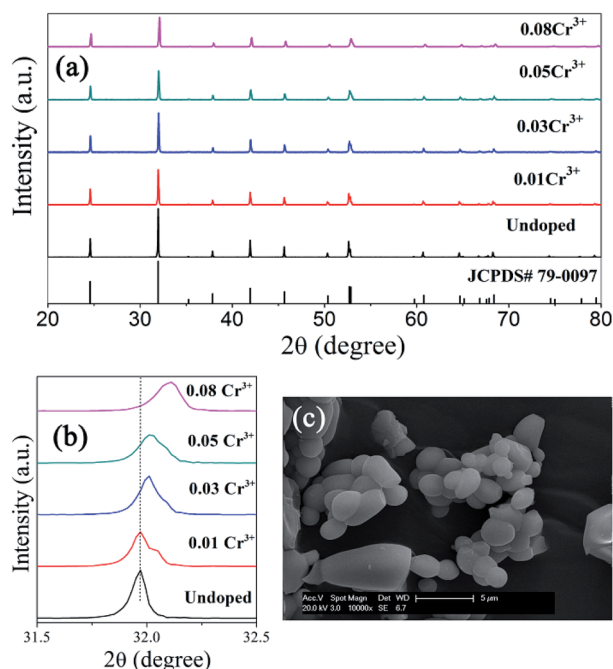 (a)
0.08Cr³⁺
0.05Cr³⁺
0.03Cr³⁺
0.01Cr³⁺
Undoped
JCPDS# 79-0097
Intensity (a.u.)
20 30 40 50 60 70 80
2θ (degree)
(b)
0.08 Cr³⁺
0.05 Cr³⁺
0.03 Cr³⁺
0.01 Cr³⁺
Undoped
Intensity (a.u.)
31.5 32.0 32.5
2θ (degree)
(c)
Acc.V Spot Magn Det WD
20.0 kV 3.0 10000x SE 6.7
5 μm